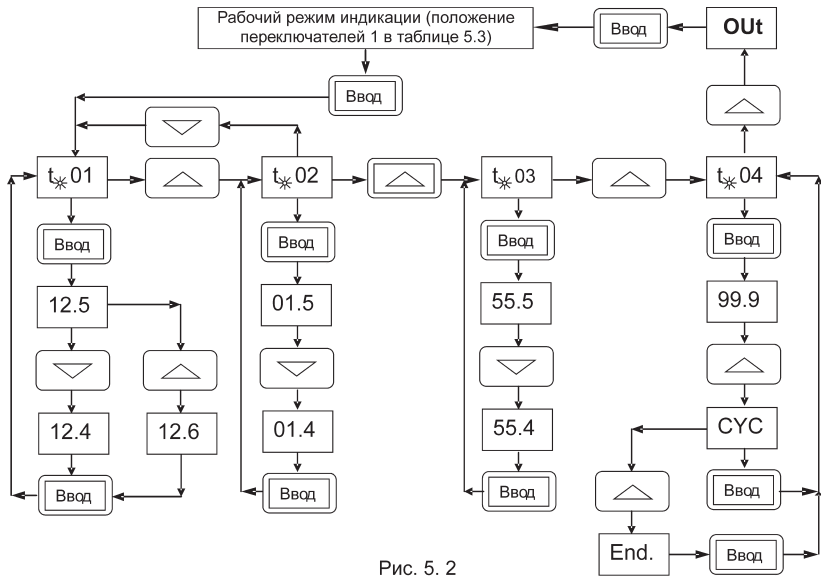 Рабочий режим индикации (положение
переключателей 1 в таблице 5.3)
Ввод
OUt
Ввод
t☼ 01
t☼ 02
t☼ 03
t☼ 04
Ввод
Ввод
Ввод
Ввод
12.5
01.5
55.5
99.9
12.4
12.6
01.4
55.4
CYC
Ввод
Ввод
Ввод
Ввод
End.
Ввод
Рис. 5. 2